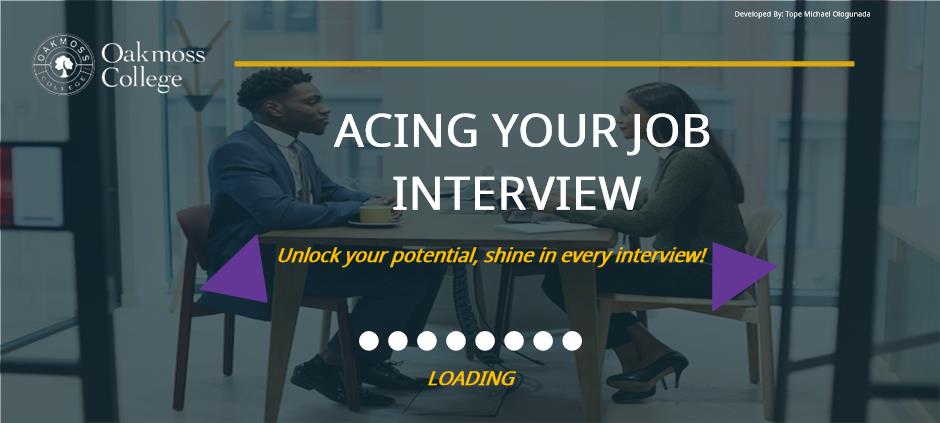 Developed By: Tope Michael Ologunada
OAKMOSS COLLEGE
Oakmoss
College
ACING YOUR JOB
INTERVIEW
Unlock your potential, shine in every interview!
LOADING